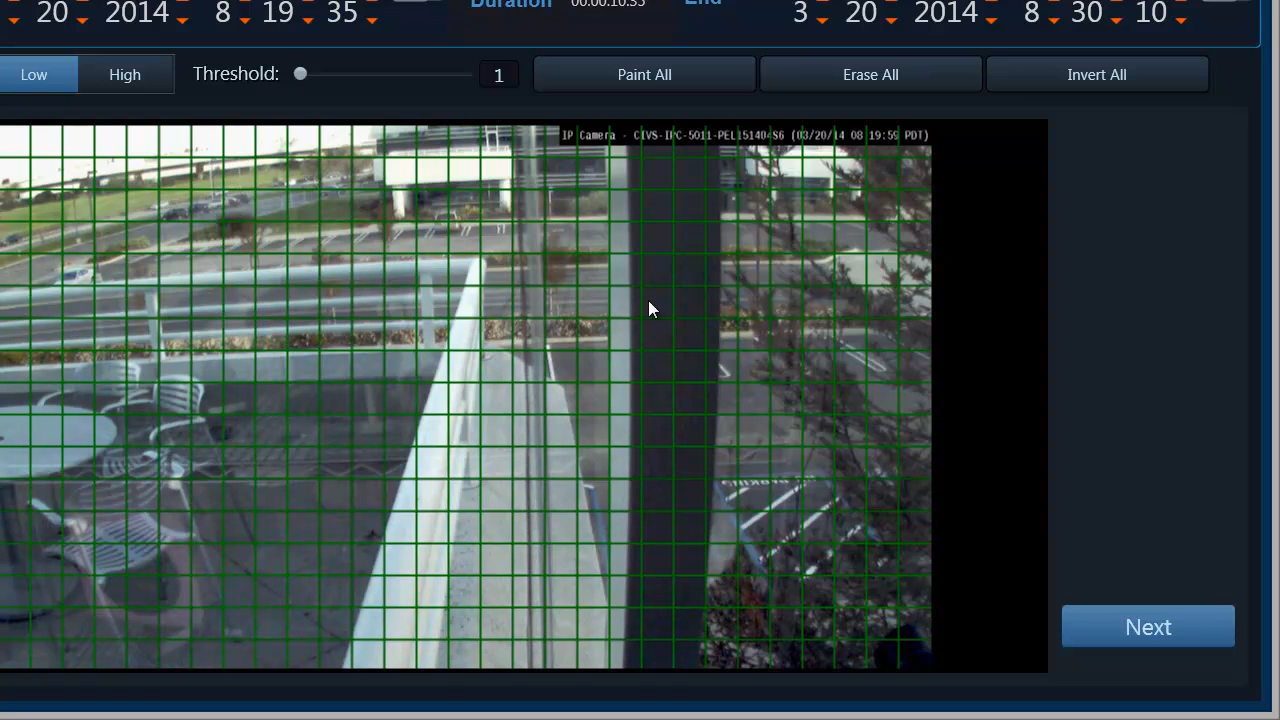 Duration 00:00:10:35 End
20 2014 8 19 35 3 20 2014 8 30 10
Low High Threshold: 1 Paint All Erase All Invert All
IP Camera - CIVS-IPC-5011-PEL151404S6 (03/20/14 08:19:59 PDT)
Next